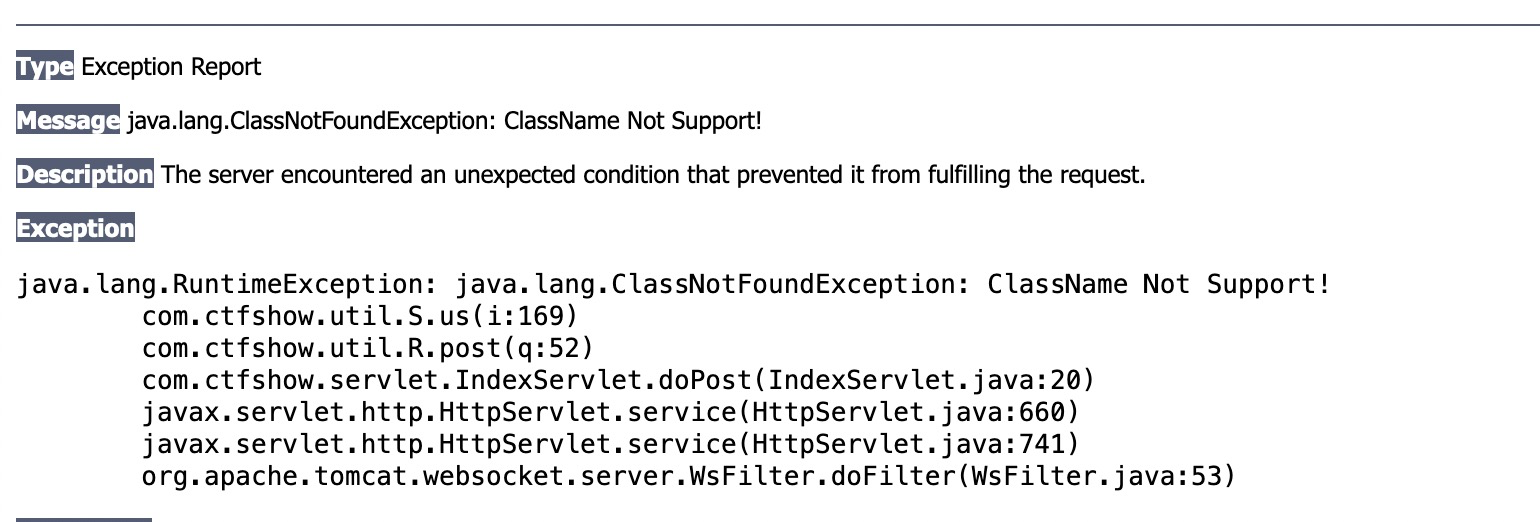 Type Exception Report
Message java.lang.ClassNotFoundException: ClassName Not Support!
Description The server encountered an unexpected condition that prevented it from fulfilling the request.
Exception
java.lang.RuntimeException: java.lang.ClassNotFoundException: ClassName Not Support!
com.ctfshow.util.S.us(i:169)
com.ctfshow.util.R.post(q:52)
com.ctfshow.servlet.IndexServlet.doPost(IndexServlet.java:20)
javax.servlet.http.HttpServlet.service(HttpServlet.java:660)
javax.servlet.http.HttpServlet.service(HttpServlet.java:741)
org.apache.tomcat.websocket.server.WsFilter.doFilter(WsFilter.java:53)